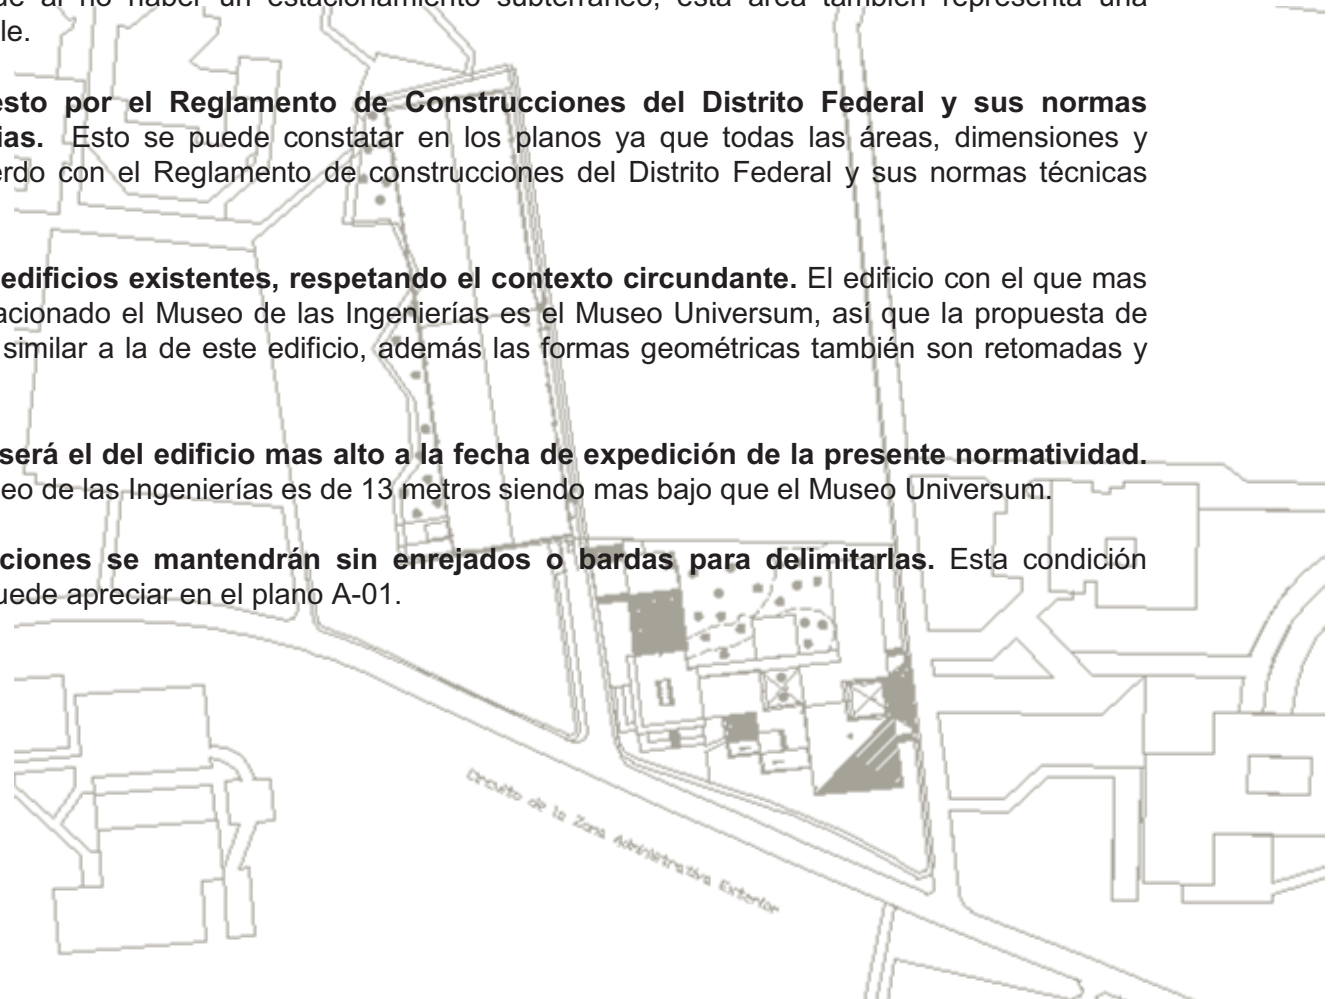 al no haber un estacionamiento subterráneo, esta área también representa una
le.
esto por el Reglamento de Construcciones del Distrito Federal y sus normas
ias. Esto se puede constatar en los planos ya que todas las áreas, dimensiones y
erdo con el Reglamento de construcciones del Distrito Federal y sus normas técnicas
edificios existentes, respetando el contexto circundante. El edificio con el que mas
acionado el Museo de las Ingenierías es el Museo Universum, así que la propuesta de
similar a la de este edificio, además las formas geométricas también son retomadas y
será el del edificio mas alto a la fecha de expedición de la presente normatividad.
eo de las Ingenierías es de 13 metros siendo mas bajo que el Museo Universum.
ciones se mantendrán sin enrejados o bardas para delimitarlas. Esta condición
uede apreciar en el plano A-01.
Circuito de la Zona Administrativa Exterior